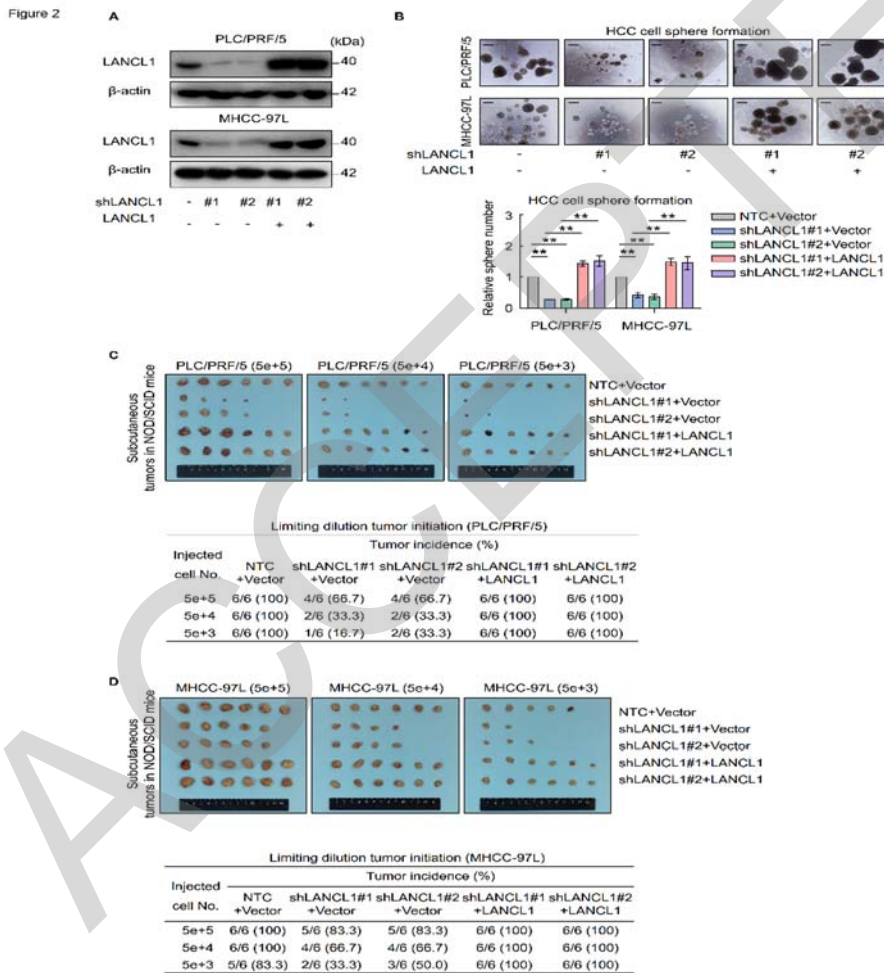 Figure 2
A
PLC/PRF/5 (kDa)
LANCL1 40
β-actin 42
MHCC-97L
LANCL1 40
β-actin 42
shLANCL1 - #1 #2 #1 #2
LANCL1 - - - + +
B
HCC cell sphere formation
PLC/PRF/5
MHCC-97L
shLANCL1 - #1 #2 #1 #2
LANCL1 - - - + +
HCC cell sphere formation
Relative sphere number
3
2
1
0
** ** ** **
** ** ** **
PLC/PRF/5 MHCC-97L
NTC+Vector
shLANCL1#1+Vector
shLANCL1#2+Vector
shLANCL1#1+LANCL1
shLANCL1#2+LANCL1
C
PLC/PRF/5 (5e+5) PLC/PRF/5 (5e+4) PLC/PRF/5 (5e+3)
Subcutaneous
tumors in NOD/SCID mice
NTC+Vector
shLANCL1#1+Vector
shLANCL1#2+Vector
shLANCL1#1+LANCL1
shLANCL1#2+LANCL1
Limiting dilution tumor initiation (PLC/PRF/5)
Tumor incidence (%)
Injected
cell No.
NTC shLANCL1#1 shLANCL1#2 shLANCL1#1 shLANCL1#2
+Vector +Vector +Vector +LANCL1 +LANCL1
5e+5 6/6 (100) 4/6 (66.7) 4/6 (66.7) 6/6 (100) 6/6 (100)
5e+4 6/6 (100) 2/6 (33.3) 2/6 (33.3) 6/6 (100) 6/6 (100)
5e+3 6/6 (100) 1/6 (16.7) 2/6 (33.3) 6/6 (100) 6/6 (100)
D
MHCC-97L (5e+5) MHCC-97L (5e+4) MHCC-97L (5e+3)
Subcutaneous
tumors in NOD/SCID mice
NTC+Vector
shLANCL1#1+Vector
shLANCL1#2+Vector
shLANCL1#1+LANCL1
shLANCL1#2+LANCL1
Limiting dilution tumor initiation (MHCC-97L)
Tumor incidence (%)
Injected
cell No.
NTC shLANCL1#1 shLANCL1#2 shLANCL1#1 shLANCL1#2
+Vector +Vector +Vector +LANCL1 +LANCL1
5e+5 6/6 (100) 5/6 (83.3) 5/6 (83.3) 6/6 (100) 6/6 (100)
5e+4 6/6 (100) 4/6 (66.7) 4/6 (66.7) 6/6 (100) 6/6 (100)
5e+3 5/6 (83.3) 2/6 (33.3) 3/6 (50.0) 6/6 (100) 6/6 (100)
ACCEPT